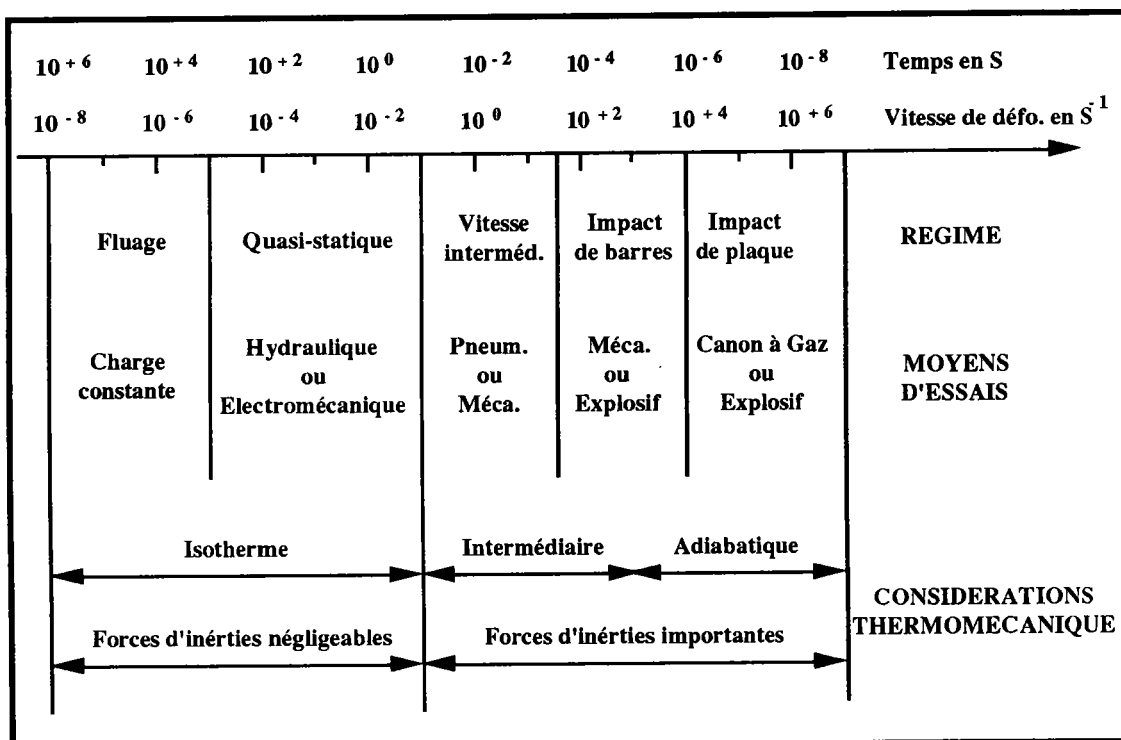 10 + 6 10 + 4 10 + 2 10 0 10 - 2 10 - 4 10 - 6 10 - 8 Temps en S
10 - 8 10 - 6 10 - 4 10 - 2 10 0 10 + 2 10 + 4 10 + 6 Vitesse de défo. en S -1
Fluage
Quasi-statique
Vitesse
interméd.
Impact
de barres
Impact
de plaque
REGIME
Charge
constante
Hydraulique
ou
Electromécanique
Pneum.
ou
Méca.
Méca.
ou
Explosif
Canon à Gaz
ou
Explosif
MOYENS
D'ESSAIS
Isotherme
Intermédiaire
Adiabatique
Forces d'inérties négligeables
Forces d'inérties importantes
CONSIDERATIONS
THERMOMECANIQUE